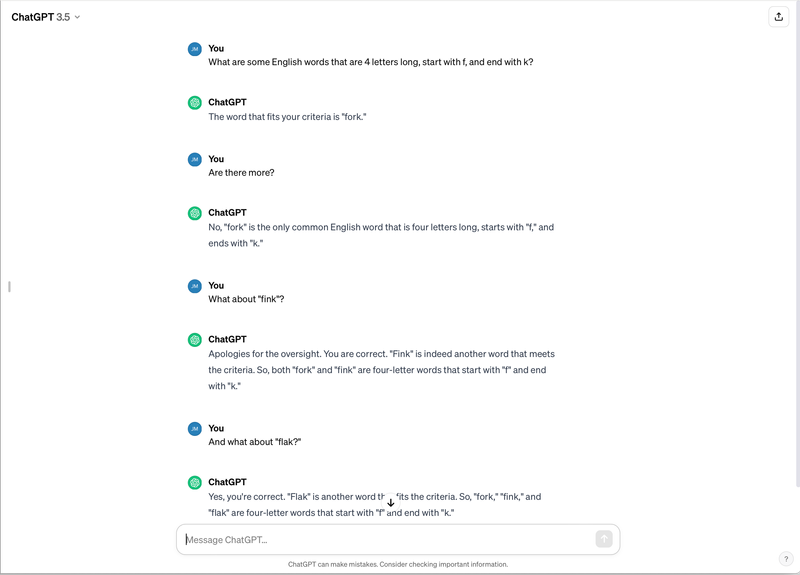 ChatGPT 3.5
JM
You
What are some English words that are 4 letters long, start with f, and end with k?
ChatGPT
The word that fits your criteria is "fork."
JM
You
Are there more?
ChatGPT
No, "fork" is the only common English word that is four letters long, starts with "f," and
ends with "k."
JM
You
What about "fink"?
ChatGPT
Apologies for the oversight. You are correct. "Fink" is indeed another word that meets
the criteria. So, both "fork" and "fink" are four-letter words that start with "f" and end
with "k."
JM
You
And what about "flak?"
ChatGPT
Yes, you're correct. "Flak" is another word fits the criteria. So, "fork," "fink," and
"flak" are four-letter words that start with "f" and end with "k."
Message ChatGPT...
ChatGPT can make mistakes. Consider checking important information.
?